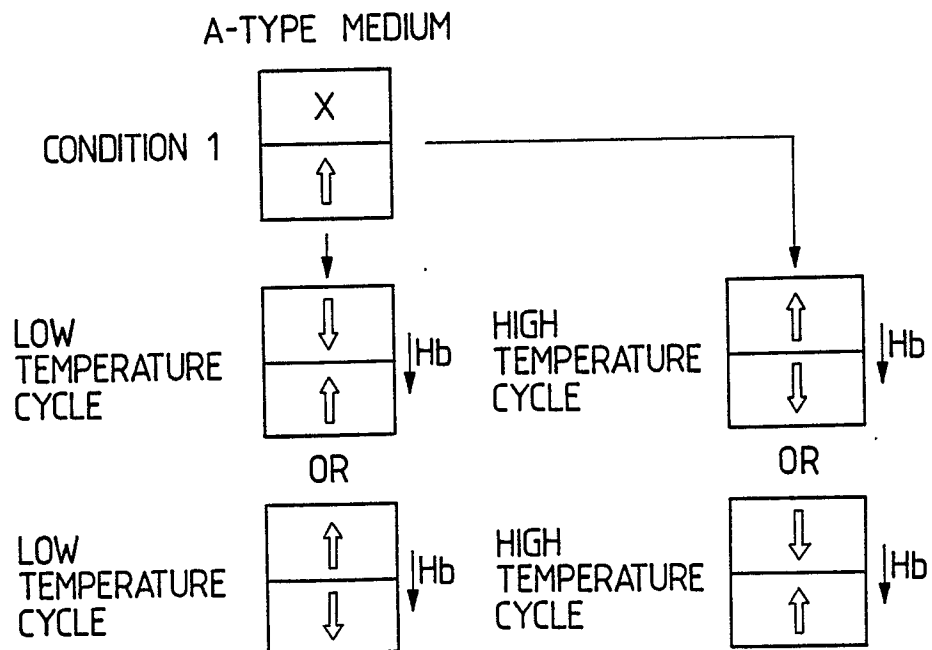 A-TYPE MEDIUM
X
CONDITION 1
LOW
TEMPERATURE
CYCLE
Hb
HIGH
TEMPERATURE
CYCLE
Hb
OR
OR
LOW
TEMPERATURE
CYCLE
Hb
HIGH
TEMPERATURE
CYCLE
Hb